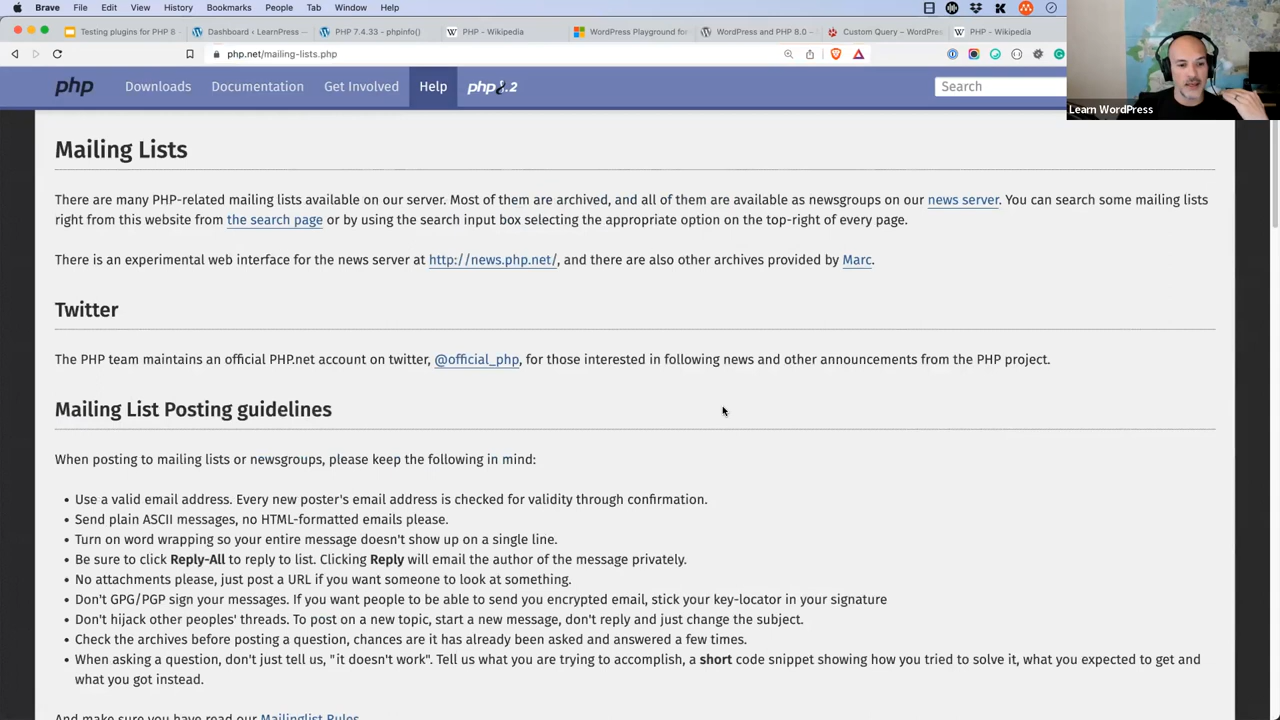 Brave File Edit View History Bookmarks People Tab Window Help
Testing plugins for PHP 8
Dashboard ‹ LearnPress —
PHP 7.4.33 - phpinfo()
PHP - Wikipedia
WordPress Playground for
WordPress and PHP 8.0 –
Custom Query – WordPres
PHP - Wikipedia
php.net/mailing-lists.php
php Downloads Documentation Get Involved Help php8.2 Search
Learn WordPress
Mailing Lists
There are many PHP-related mailing lists available on our server. Most of them are archived, and all of them are available as newsgroups on our news server. You can search some mailing lists
right from this website from the search page or by using the search input box selecting the appropriate option on the top-right of every page.
There is an experimental web interface for the news server at http://news.php.net/, and there are also other archives provided by Marc.
Twitter
The PHP team maintains an official PHP.net account on twitter, @official_php, for those interested in following news and other announcements from the PHP project.
Mailing List Posting guidelines
When posting to mailing lists or newsgroups, please keep the following in mind:
• Use a valid email address. Every new poster's email address is checked for validity through confirmation.
• Send plain ASCII messages, no HTML-formatted emails please.
• Turn on word wrapping so your entire message doesn't show up on a single line.
• Be sure to click Reply-All to reply to list. Clicking Reply will email the author of the message privately.
• No attachments please, just post a URL if you want someone to look at something.
• Don't GPG/PGP sign your messages. If you want people to be able to send you encrypted email, stick your key-locator in your signature
• Don't hijack other peoples' threads. To post on a new topic, start a new message, don't reply and just change the subject.
• Check the archives before posting a question, chances are it has already been asked and answered a few times.
• When asking a question, don't just tell us, "it doesn't work". Tell us what you are trying to accomplish, a short code snippet showing how you tried to solve it, what you expected to get and
what you got instead.
And make sure you have read our Mailinglist Rules.